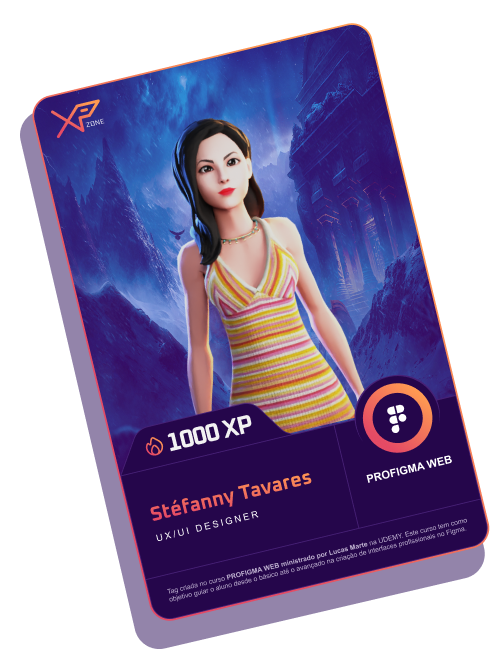 XP
ZONE
1000 XP
Stéfanny Tavares
UX/UI DESIGNER
PROFIGMA WEB
Tag criada no curso PROFIGMA WEB ministrado por Lucas Marte na UDEMY. Este curso tem como
objetivo guiar o aluno desde o básico até o avançado na criação de interfaces profissionais no Figma.